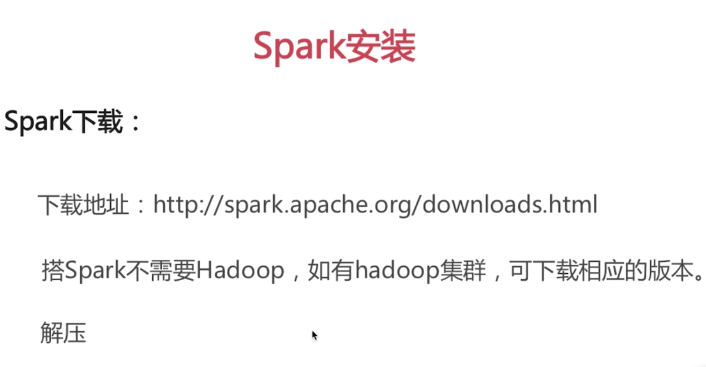 Spark安装
Spark下载：
下载地址：http://spark.apache.org/downloads.html
搭Spark不需要Hadoop，如有hadoop集群，可下载相应的版本。
解压